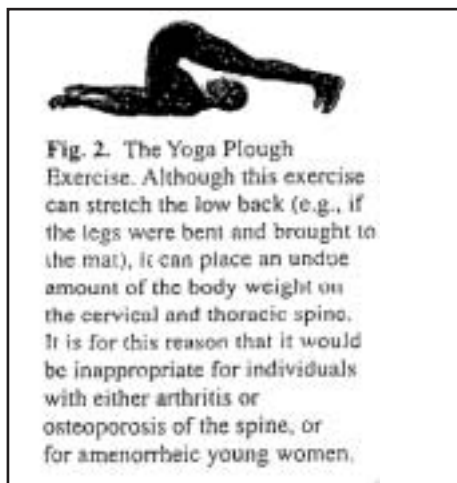 Fig. 2. The Yoga Plough
Exercise. Although this exercise
can stretch the low back (e.g., if
the legs were bent and brought to
the mat), it can place an undue
amount of the body weight on
the cervical and thoracic spine.
It is for this reason that it would
be inappropriate for individuals
with either arthritis or
osteoporosis of the spine, or
for amenorrheic young women.